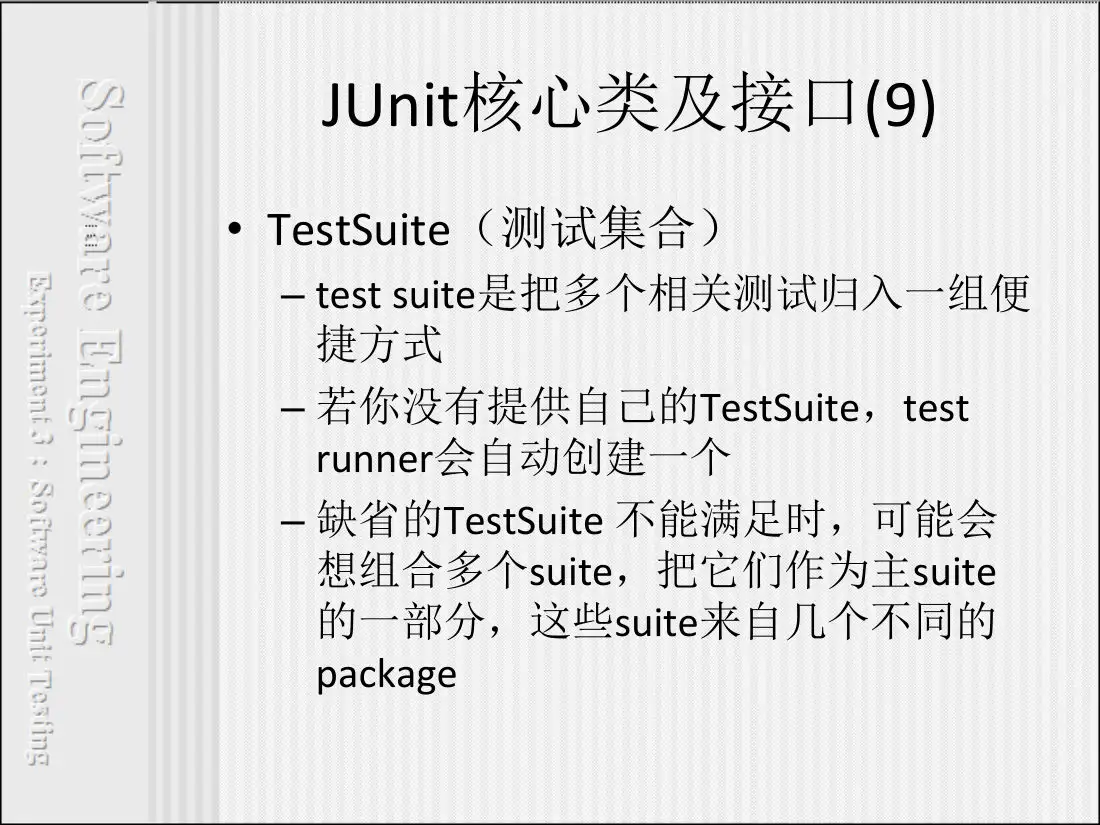 JUnit核心类及接口(9)
• TestSuite（测试集合）
– test suite是把多个相关测试归入一组便
捷方式
– 若你没有提供自己的TestSuite，test
runner会自动创建一个
– 缺省的TestSuite 不能满足时，可能会
想组合多个suite，把它们作为主suite
的一部分，这些suite来自几个不同的
package
Software Engineering
Experiment 3 : Software Unit Testing